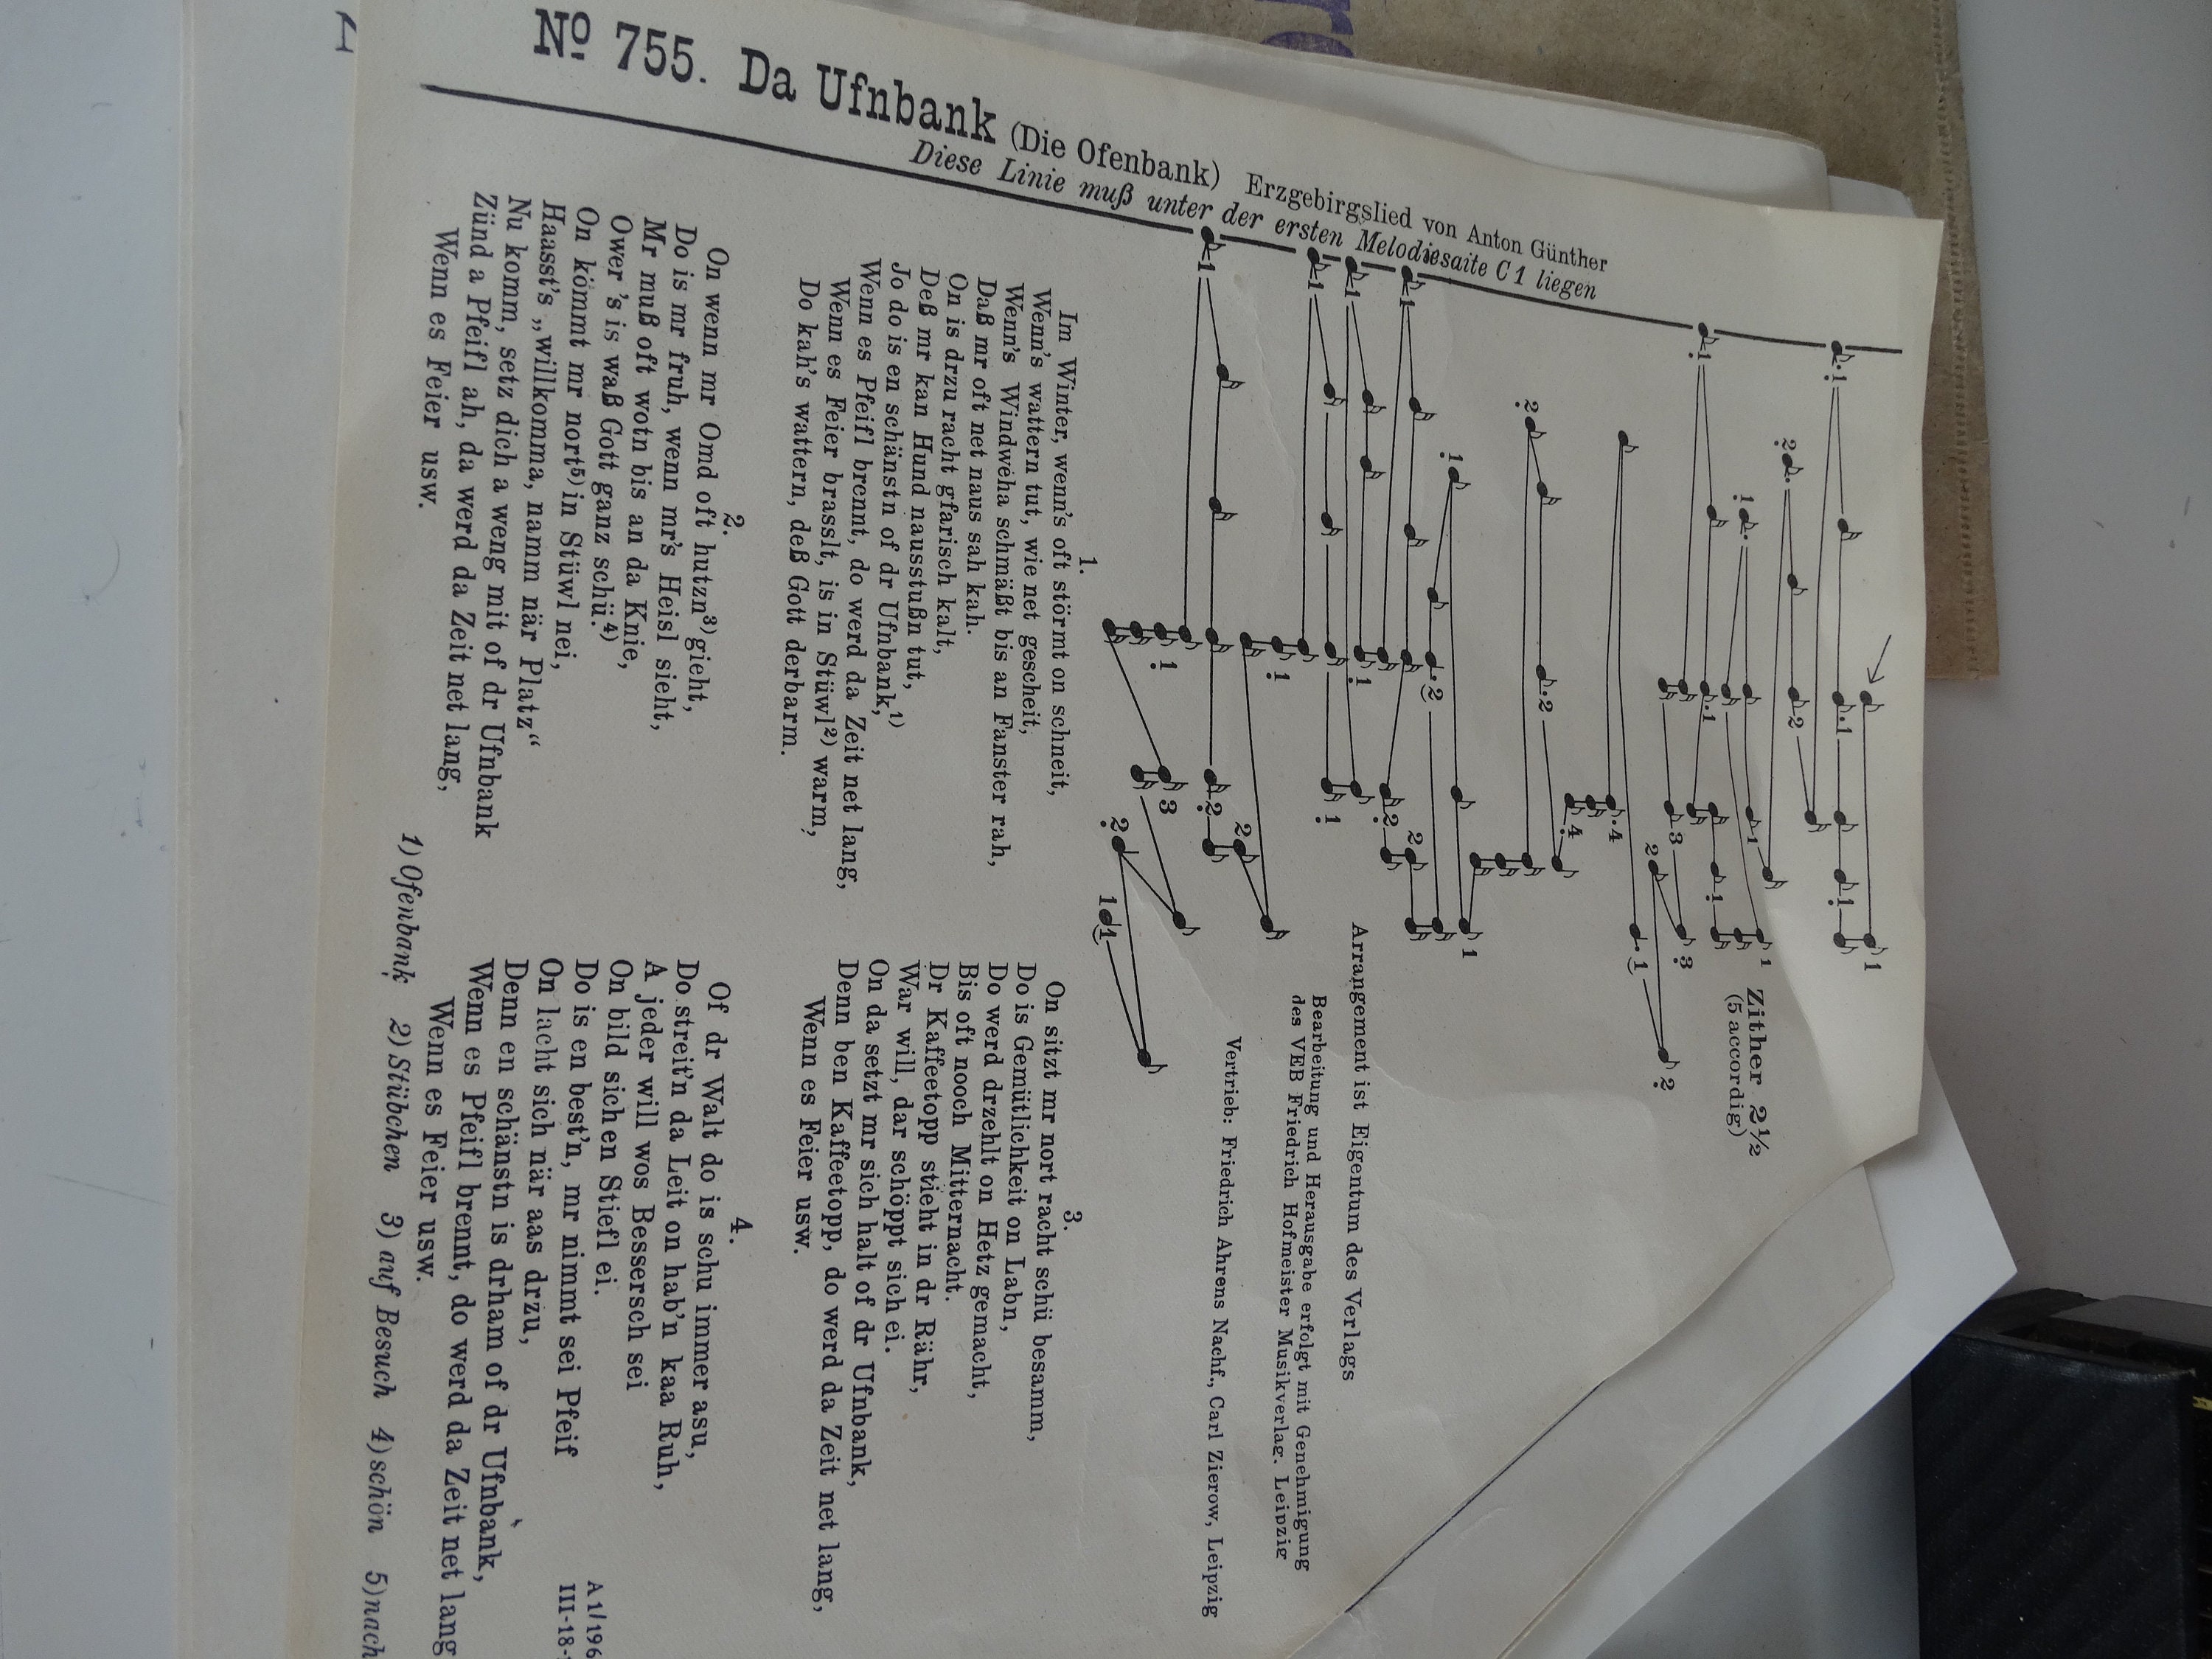 Nº 755. Da Ufnbank (Die Ofenbank) Erzgebirgslied von Anton Günther
Diese Linie muß unter der ersten Melodiesaite C 1 liegen
Zither 2½
(5 accordig)
Arrangement ist Eigentum des Verlags
Bearbeitung und Herausgabe erfolgt mit Genehmigung
des VEB Friedrich Hofmeister Musikverlag. Leipzig
Vertrieb: Friedrich Ahrens Nachf., Carl Zierow, Leipzig
1.
Im Winter, wenn's oft störmt on schneit,
Wenn's wattern tut, wie net gescheit,
Wenn's Windweha schmäßt bis an Fanster rah,
Daß mr oft net naus sah kah.
On is drzu racht gfarisch kalt,
Deß mr kan Hund nausstußn tut,
Jo do is en schänstn of dr Ufnbank,1)
Wenn es Pfeifl brennt, do werd da Zeit net lang,
Wenn es Feier brasslt, is in Stüwl2) warm,
Do kah's wattern, deß Gott derbarm.
2.
On wenn mr Omd oft hutzn3) gieht,
Do is mr fruh, wenn mr's Heisl sieht,
Mr muß oft wotn bis an da Knie,
Ower 's is waß Gott ganz schü.4)
On kömmt mr nort5) in Stüwl nei,
Haasst's „willkomma, namm när Platz“
Nu komm, setz dich a weng mit of dr Ufnbank
Zünd a Pfeifl ah, da werd da Zeit net lang,
Wenn es Feier usw.
3.
On sitzt mr nort racht schü besamm,
Do is Gemütlichkeit on Labn,
Do werd drzehlt on Hetz gemacht,
Bis oft nooch Mitternacht.
Dr Kaffeetopp stieht in dr Rähr,
War will, dar schöppt sich ei.
On da setzt mr sich halt of dr Ufnbank,
Denn ben Kaffeetopp, do werd da Zeit net lang,
Wenn es Feier usw.
4.
Of dr Walt do is schu immer asu,
Do streit'n da Leit on hab'n kaa Ruh,
A jeder will wos Bessersch sei
On bild sich en Stiefl ei.
Do is en best'n, mr nimmt sei Pfeif
On lacht sich när aas drzu,
Denn en schänstn is drham of dr Ufnbank,
Wenn es Pfeifl brennt, do werd da Zeit net lang
Wenn es Feier usw.
1) Ofenbank 2) Stübchen 3) auf Besuch 4) schön 5) nach
A 1/196
III-18-